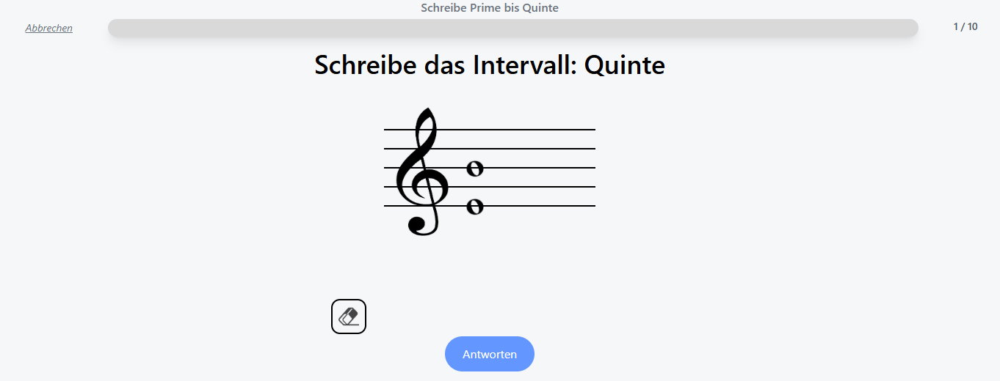 Schreibe Prime bis Quinte
Abbrechen
1 / 10
Schreibe das Intervall: Quinte
Antworten